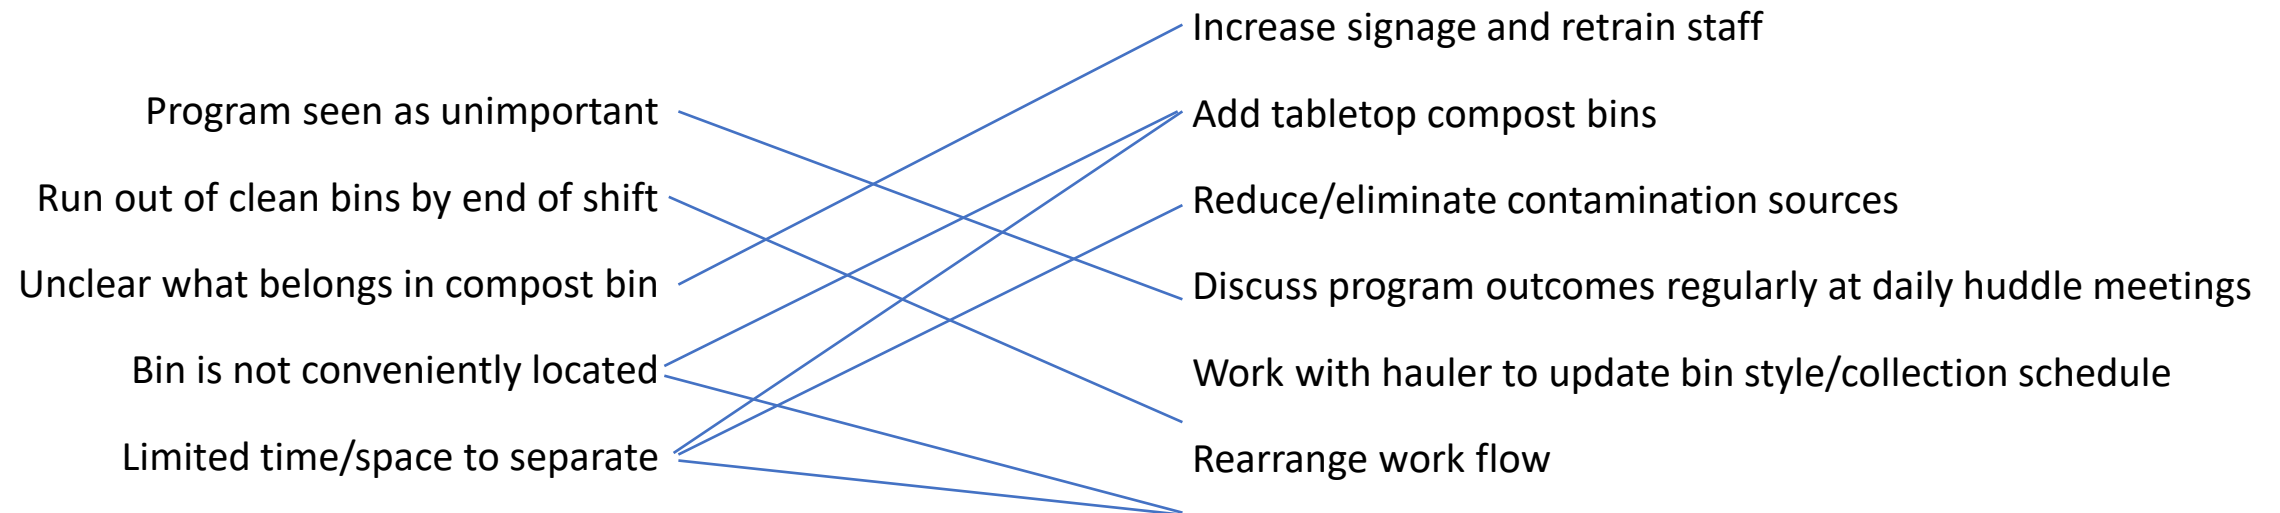 Program seen as unimportant
Run out of clean bins by end of shift
Unclear what belongs in compost bin
Bin is not conveniently located
Limited time/space to separate
Increase signage and retrain staff
Add tabletop compost bins
Reduce/eliminate contamination sources
Discuss program outcomes regularly at daily huddle meetings
Work with hauler to update bin style/collection schedule
Rearrange work flow